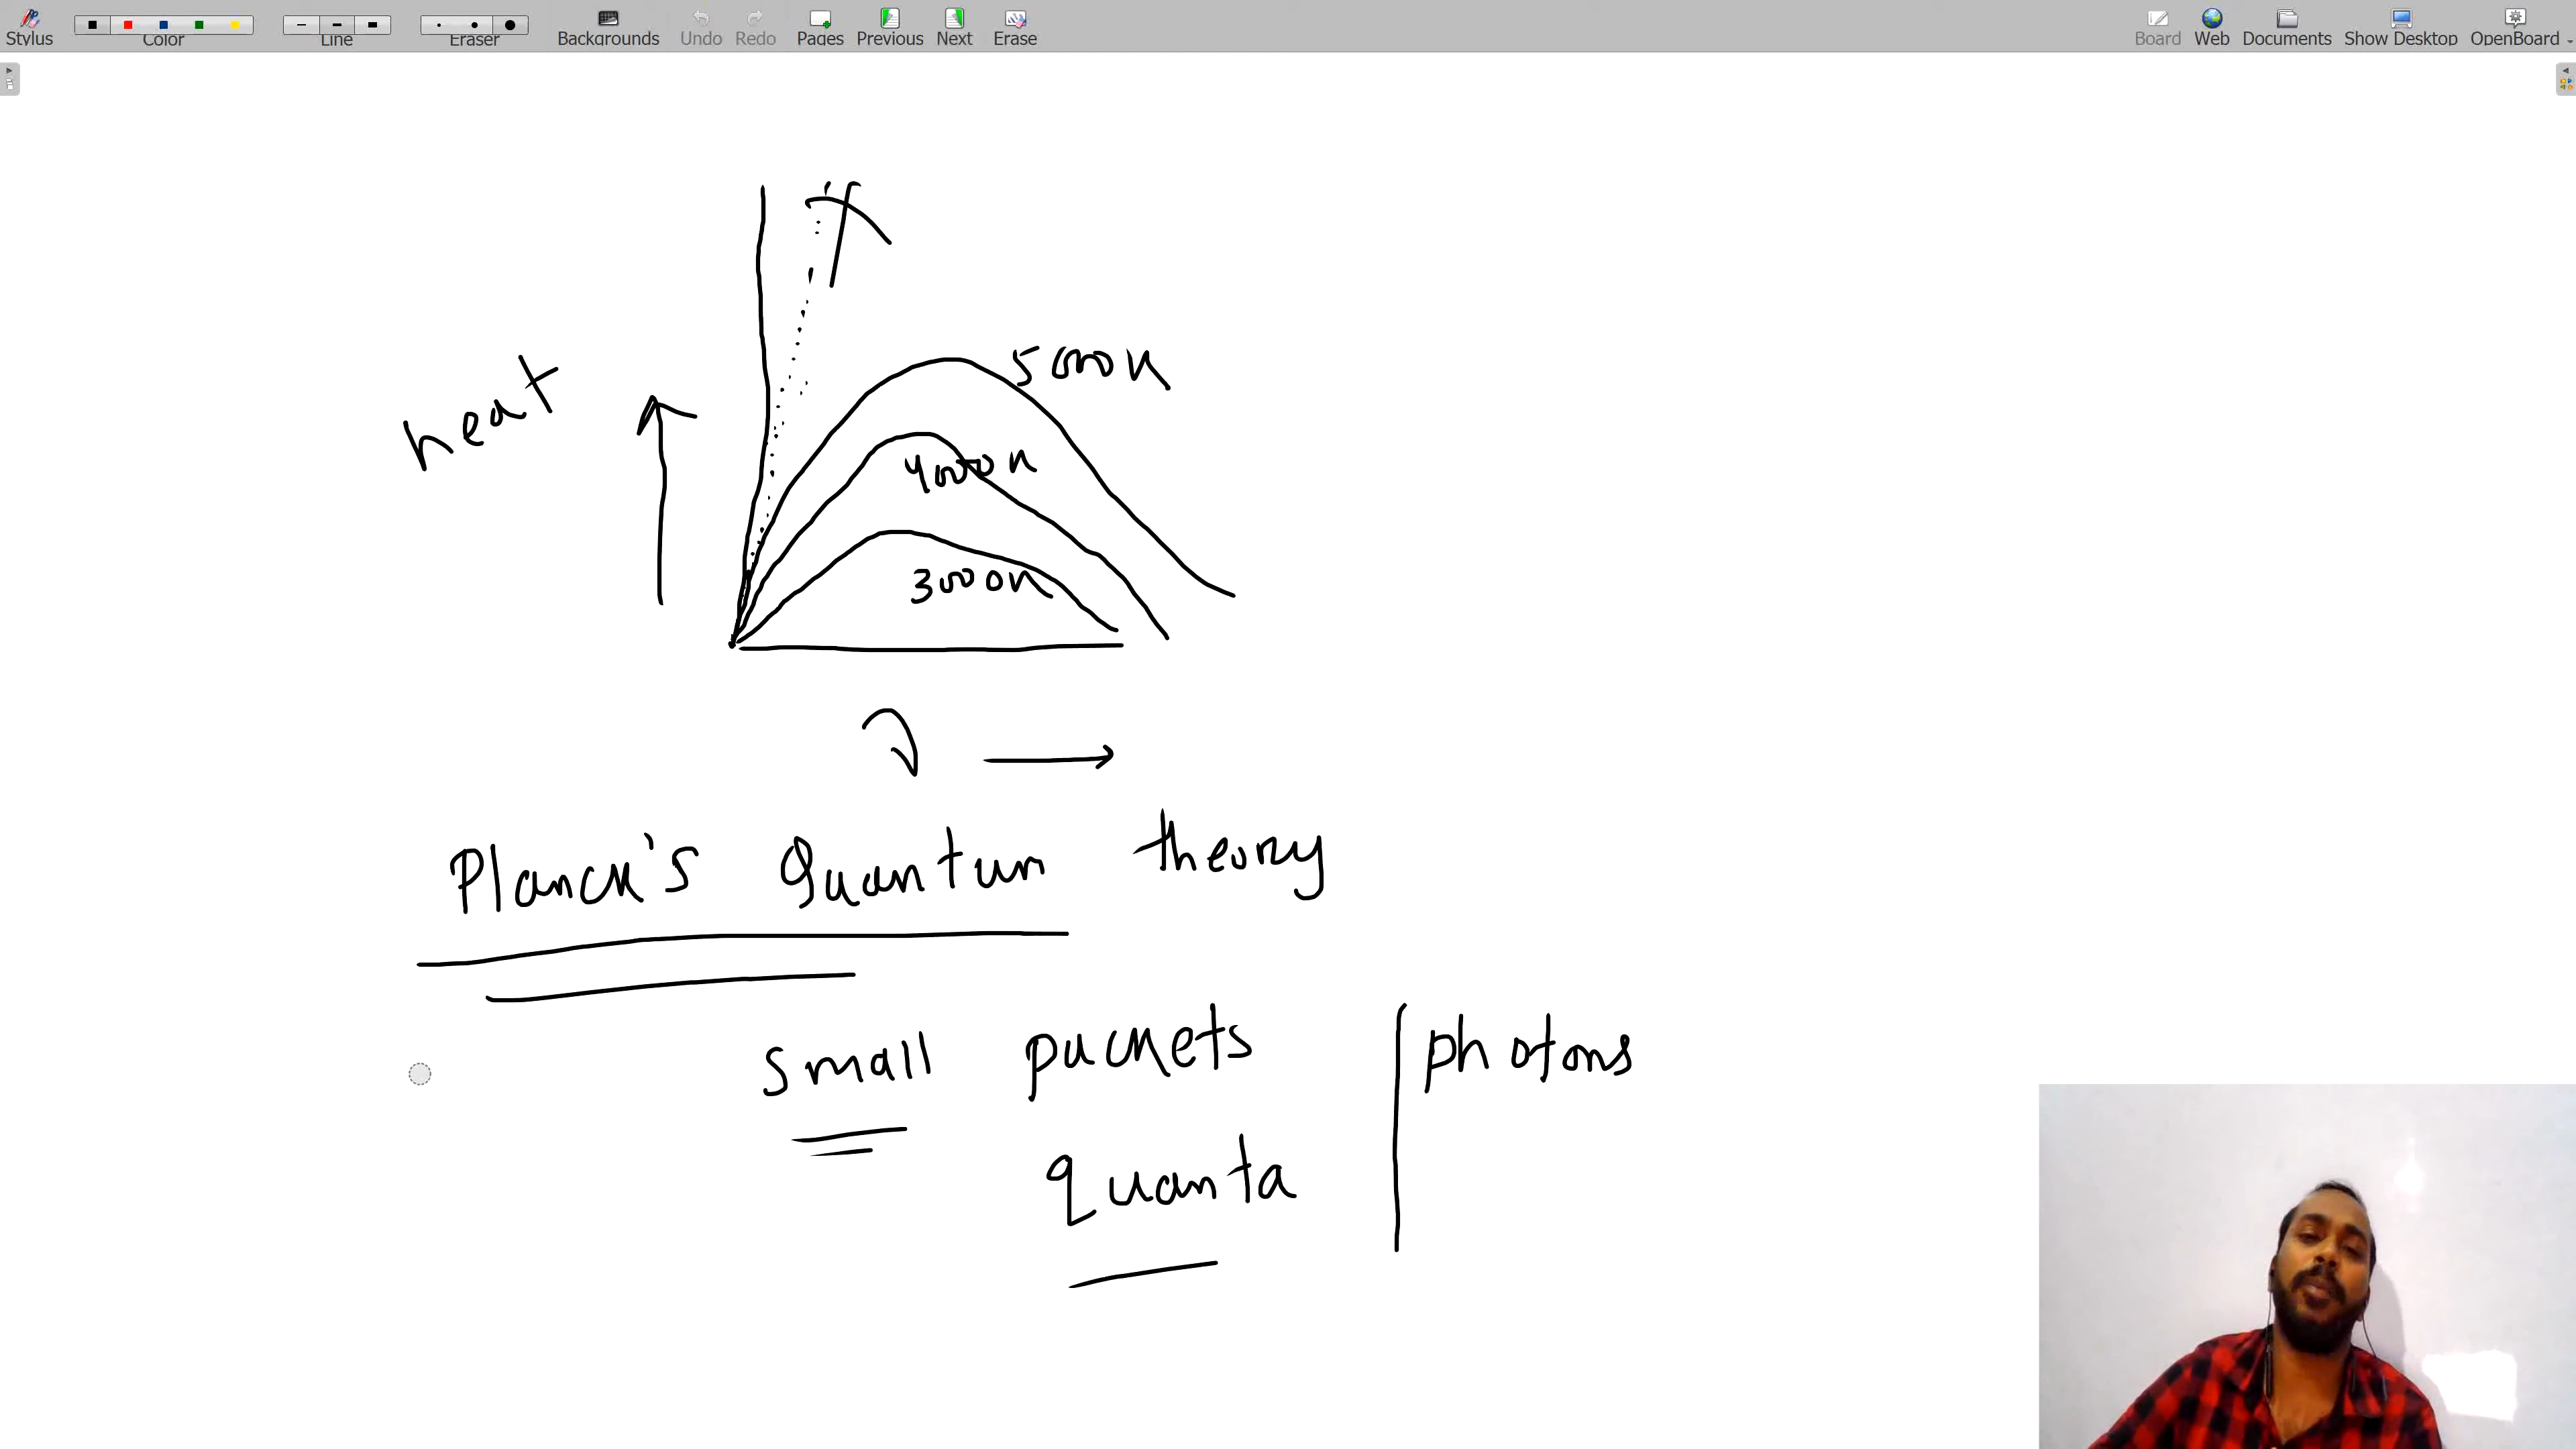 Stylus Color Line Eraser Backgrounds Undo Redo Pages Previous Next Erase Board Web Documents Show Desktop OpenBoard
heat
5000K
4000K
3000K
λ
Planck's Quantum theory
small packets photons
quanta